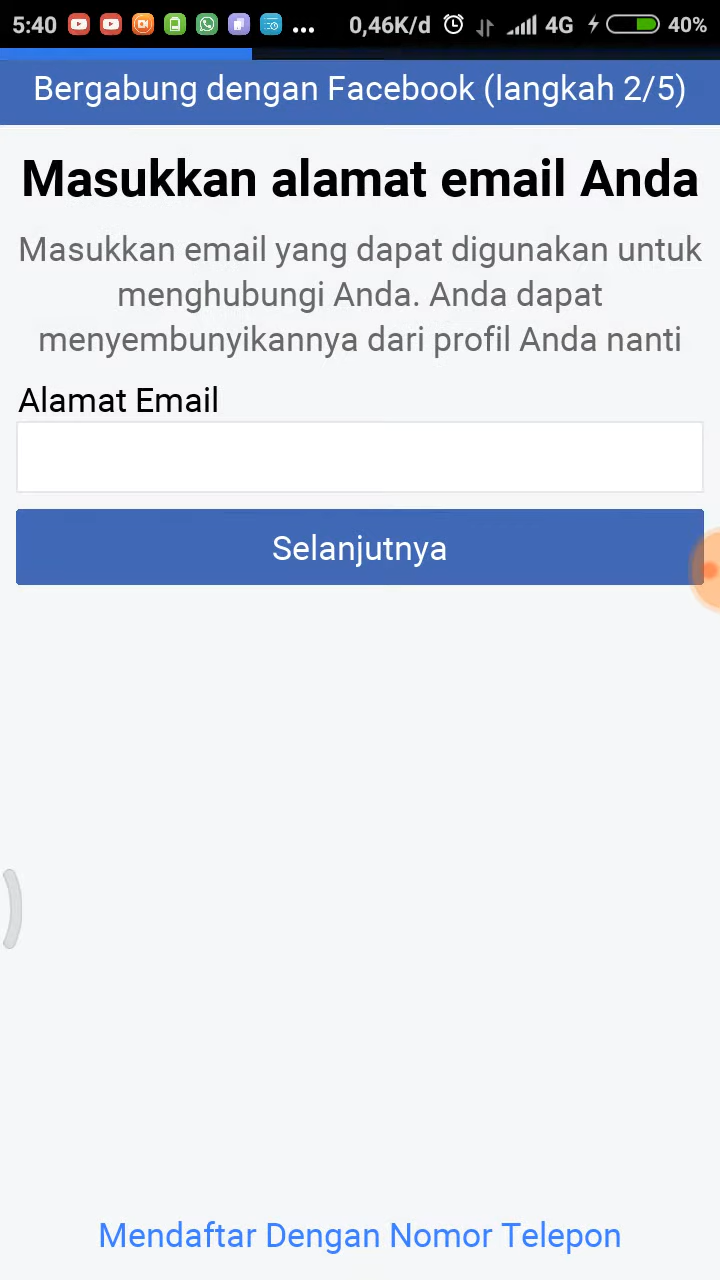 5:40 ... 0,46K/d 4G 40%
Bergabung dengan Facebook (langkah 2/5)
Masukkan alamat email Anda
Masukkan email yang dapat digunakan untuk
menghubungi Anda. Anda dapat
menyembunyikannya dari profil Anda nanti
Alamat Email
Selanjutnya
Mendaftar Dengan Nomor Telepon